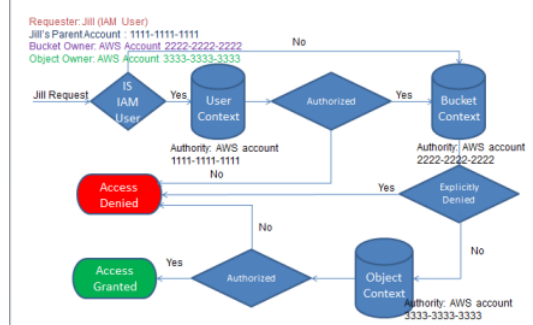 Requester: Jill (IAM User)
Jill's Parent Account : 1111-1111-1111
Bucket Owner: AWS Account 2222-2222-2222
Object Owner: AWS Account 3333-3333-3333
No
Jill Request
IS
IAM
User
Yes
User
Context
Authorized
Yes
Bucket
Context
Authority: AWS account
1111-1111-1111
Authority: AWS account
2222-2222-2222
No
Access
Denied
Yes
Explicitly
Denied
No
No
Access
Granted
Yes
Authorized
Object
Context
Authority: AWS account
3333-3333-3333